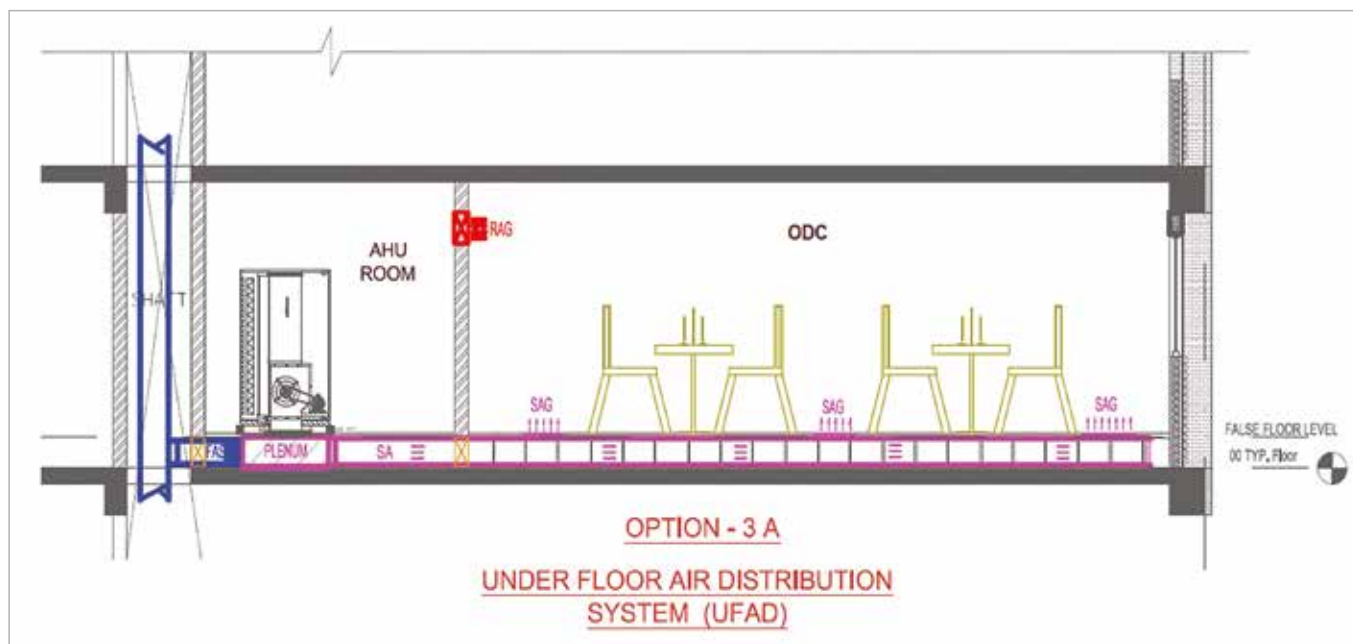 AHU
ROOM
RAG
ODC
SHAFT
SAG
SAG
SAG
PLENUM
SA
FALSE FLOOR LEVEL
00 TYP. Floor
OPTION - 3 A
UNDER FLOOR AIR DISTRIBUTION
SYSTEM (UFAD)